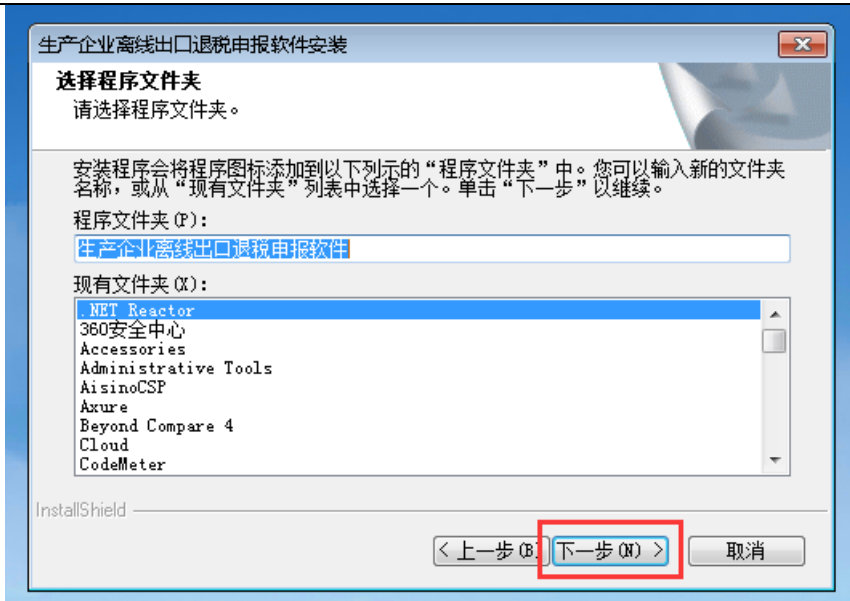 生产企业离线出口退税申报软件安装
选择程序文件夹
请选择程序文件夹。
安装程序会将程序图标添加到以下列示的“程序文件夹”中。您可以输入新的文件夹
名称，或从“现有文件夹”列表中选择一个。单击“下一步”以继续。
程序文件夹(P)：
生产企业离线出口退税申报软件
现有文件夹(X)：
.NET Reactor
360安全中心
Accessories
Administrative Tools
AisinoCSP
Axure
Beyond Compare 4
Cloud
CodeMeter
InstallShield
< 上一步(B) 下一步(N) > 取消